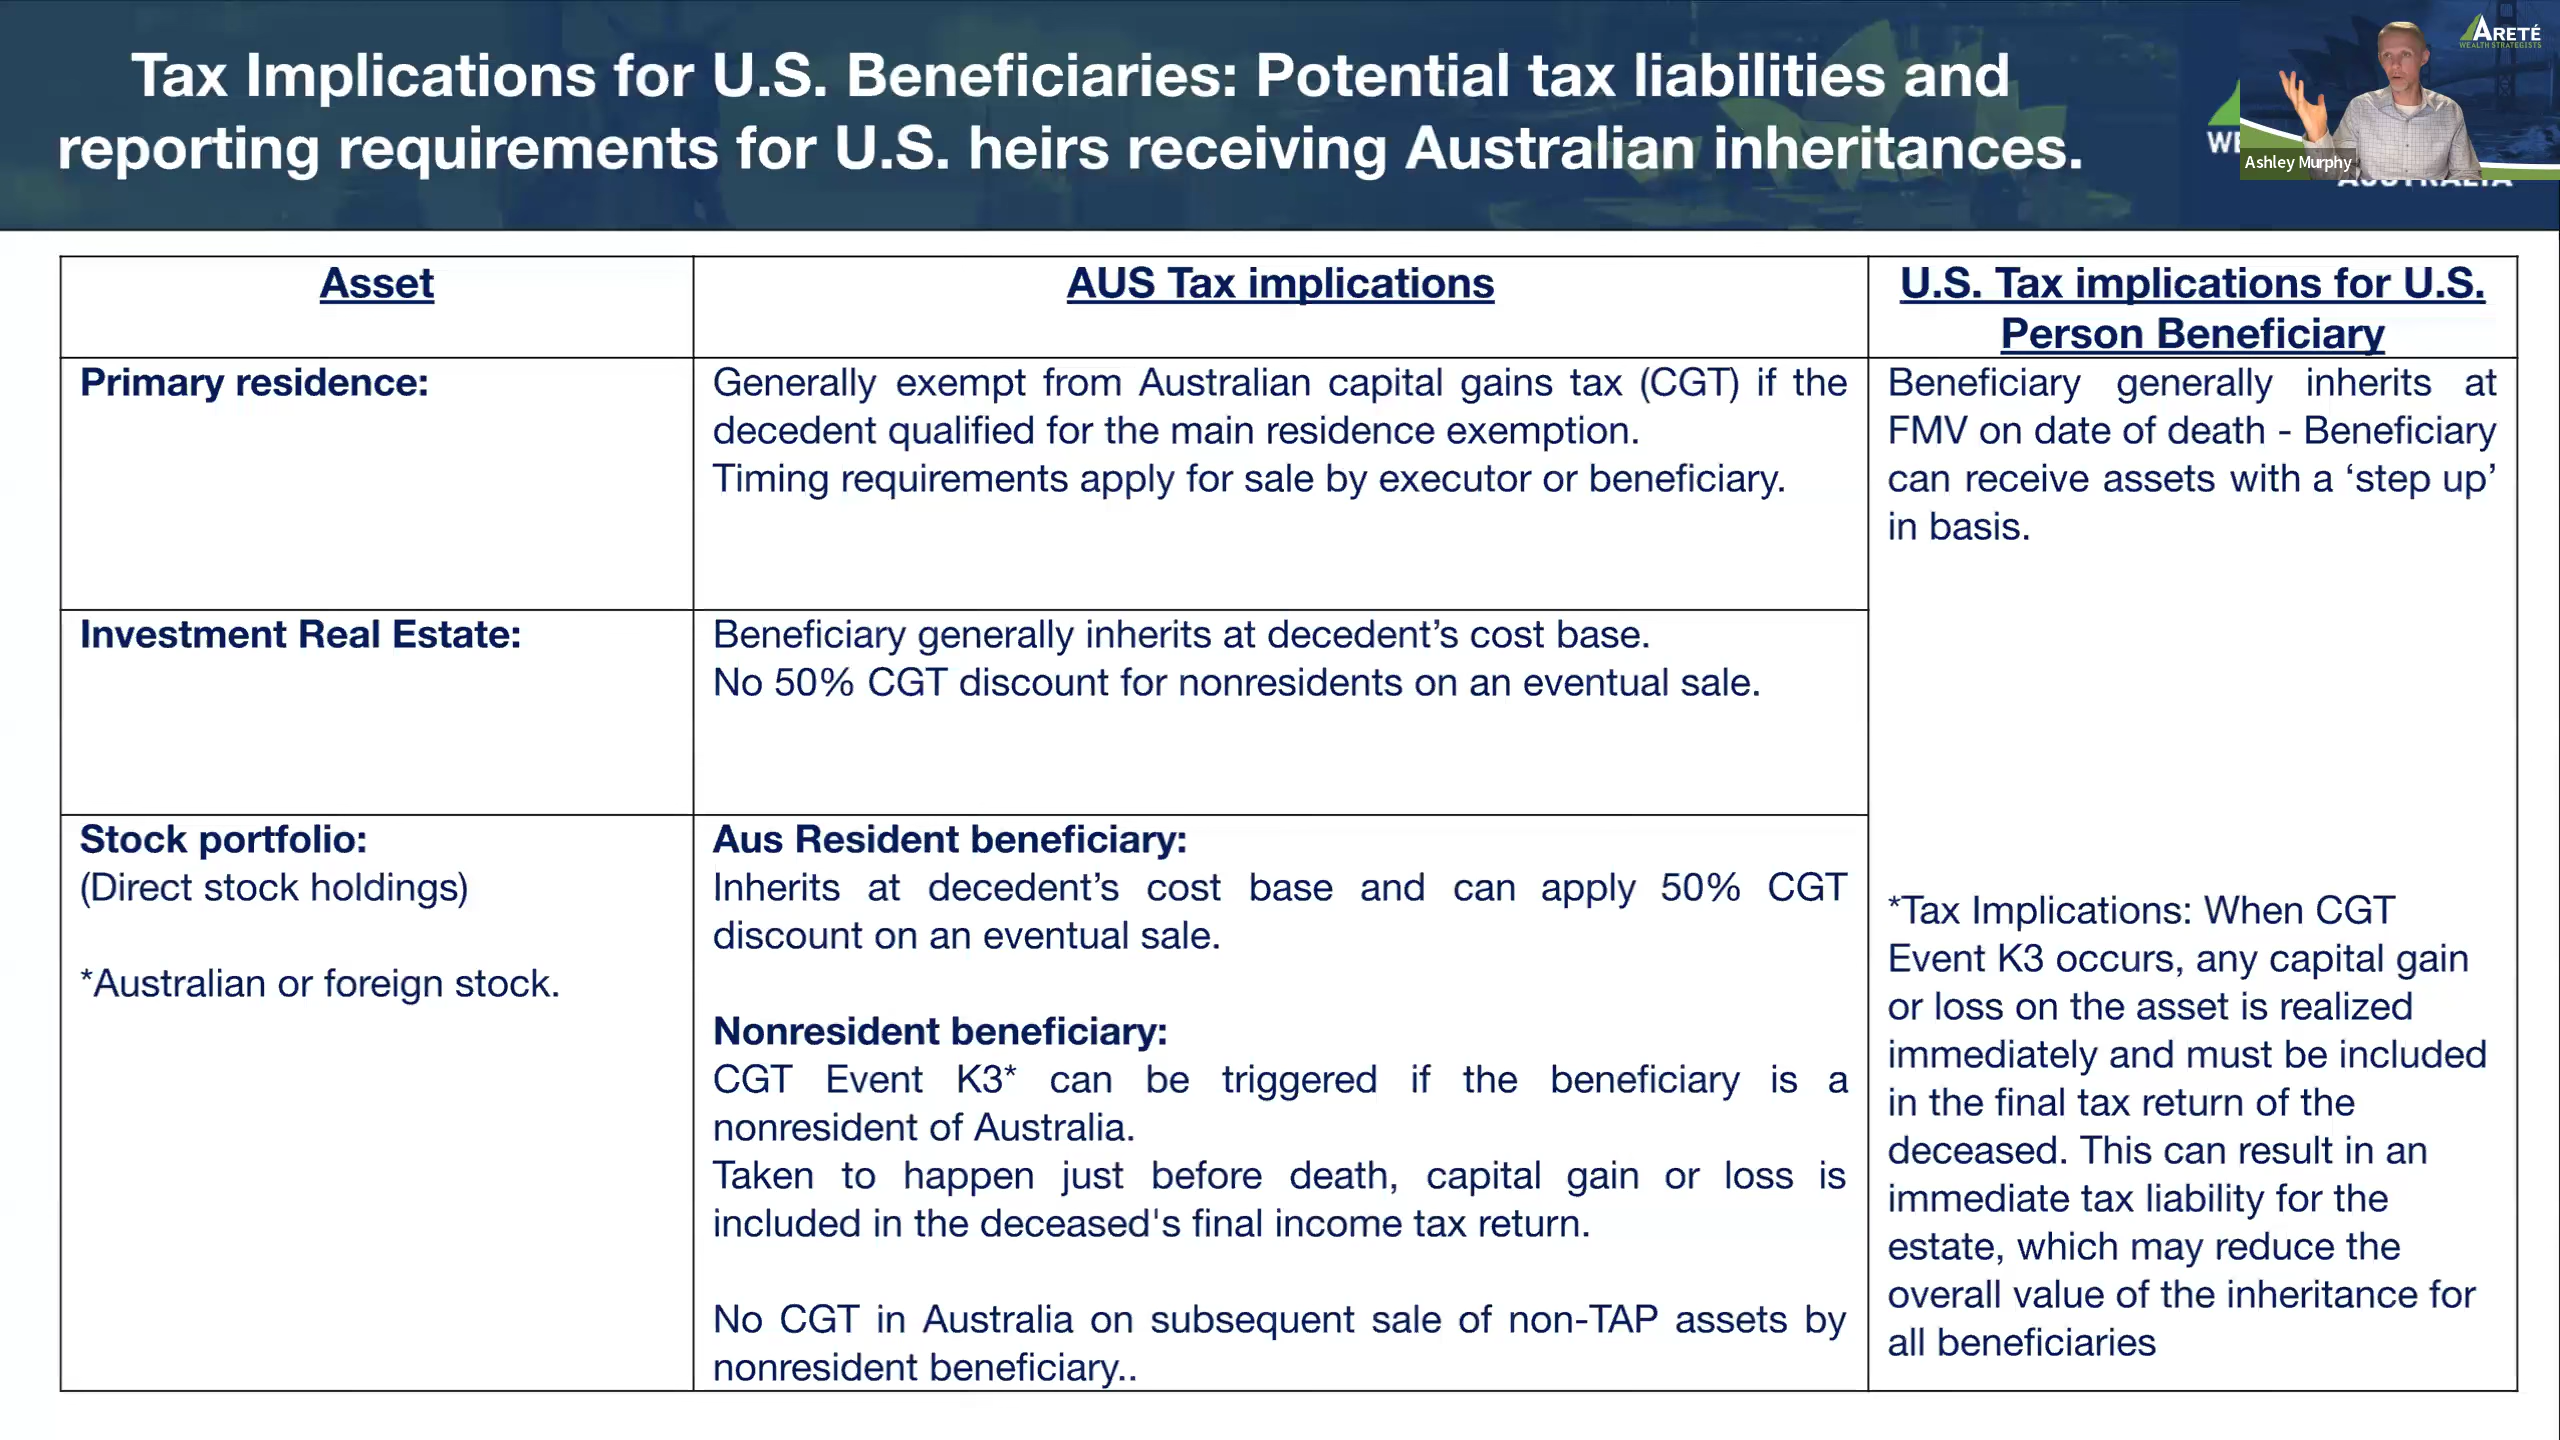 Tax Implications for U.S. Beneficiaries: Potential tax liabilities and
reporting requirements for U.S. heirs receiving Australian inheritances.
ARETÉ
WEALTH STRATEGISTS
WE
Ashley Murphy
AUSTRALIA
Asset
AUS Tax implications
U.S. Tax implications for U.S.
Person Beneficiary
Primary residence:
Generally exempt from Australian capital gains tax (CGT) if the
decedent qualified for the main residence exemption.
Timing requirements apply for sale by executor or beneficiary.
Beneficiary generally inherits at
FMV on date of death - Beneficiary
can receive assets with a ‘step up’
in basis.
Investment Real Estate:
Beneficiary generally inherits at decedent’s cost base.
No 50% CGT discount for nonresidents on an eventual sale.
Stock portfolio:
(Direct stock holdings)
*Australian or foreign stock.
Aus Resident beneficiary:
Inherits at decedent’s cost base and can apply 50% CGT
discount on an eventual sale.
Nonresident beneficiary:
CGT Event K3* can be triggered if the beneficiary is a
nonresident of Australia.
Taken to happen just before death, capital gain or loss is
included in the deceased's final income tax return.
No CGT in Australia on subsequent sale of non-TAP assets by
nonresident beneficiary..
*Tax Implications: When CGT
Event K3 occurs, any capital gain
or loss on the asset is realized
immediately and must be included
in the final tax return of the
deceased. This can result in an
immediate tax liability for the
estate, which may reduce the
overall value of the inheritance for
all beneficiaries